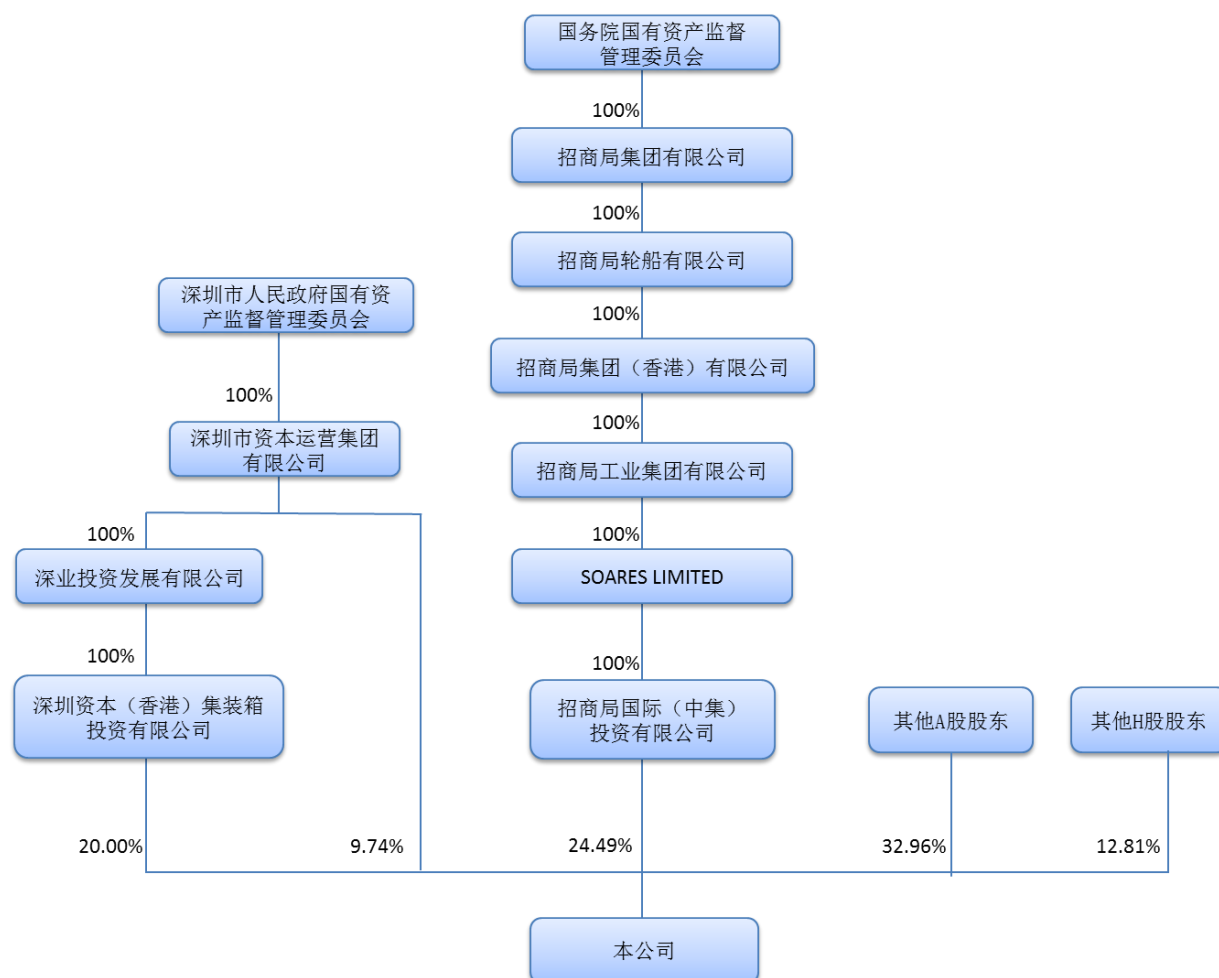 国务院国有资产监督
管理委员会
100%
招商局集团有限公司
100%
招商局轮船有限公司
100%
招商局集团（香港）有限公司
100%
招商局工业集团有限公司
100%
SOARES LIMITED
100%
招商局国际（中集）
投资有限公司
24.49%
深圳市人民政府国有资
产监督管理委员会
100%
深圳市资本运营集团
有限公司
100%
深业投资发展有限公司
100%
深圳资本（香港）集装箱
投资有限公司
20.00%
9.74%
其他A股股东
32.96%
其他H股股东
12.81%
本公司